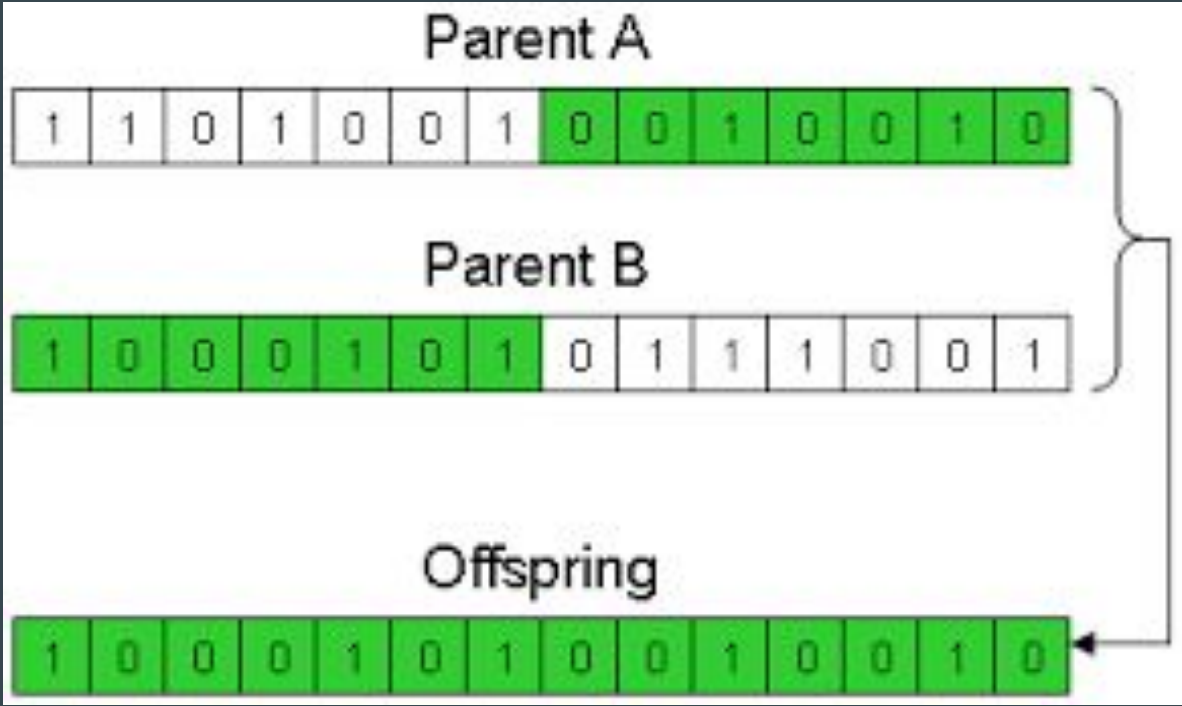 Parent A
1 1 0 1 0 0 1 0 0 1 0 0 1 0
Parent B
1 0 0 0 1 0 1 0 1 1 1 0 0 1
Offspring
1 0 0 0 1 0 1 0 0 1 0 0 1 0